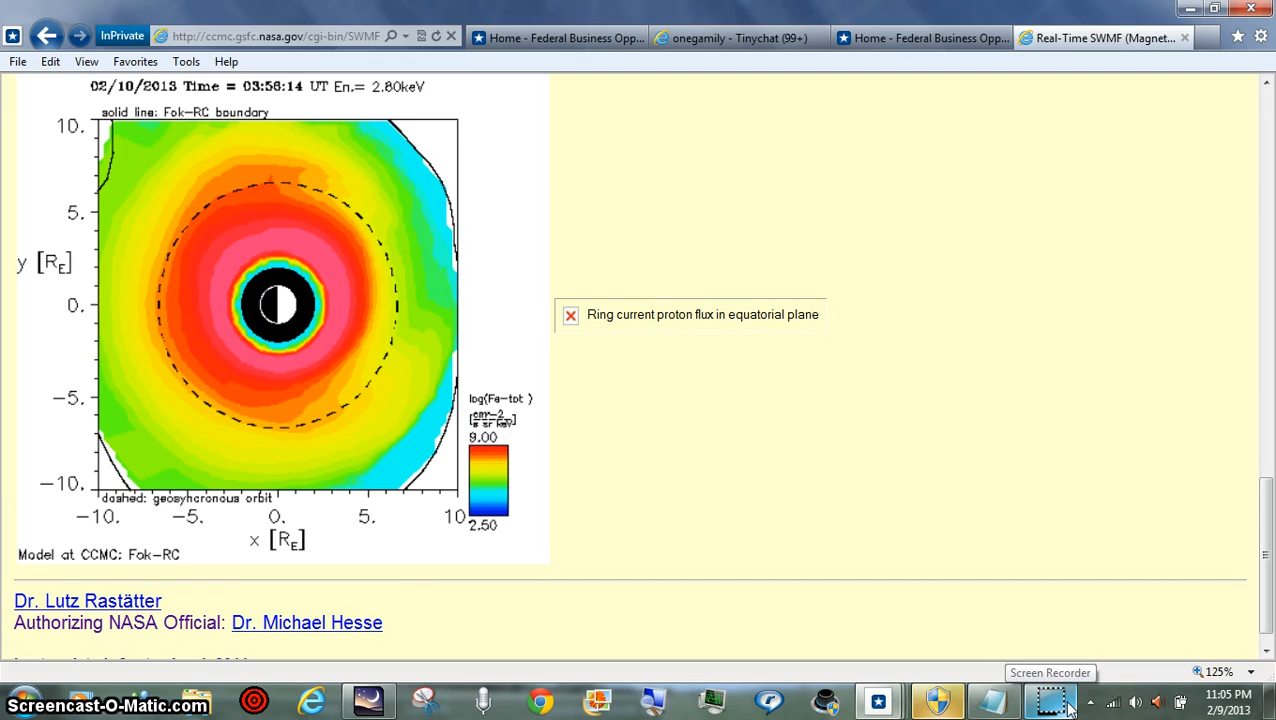 InPrivate
http://ccmc.gsfc.nasa.gov/cgi-bin/SWMF
Home - Federal Business Opp...
onegamily - Tinychat (99+)
Home - Federal Business Opp...
Real-Time SWMF (Magnet...
File Edit View Favorites Tools Help
02/10/2013 Time = 03:56:14 UT En.= 2.80keV
solid line: Fok-RC boundary
10.
5.
y [RE]
0.
-5.
-10.
dashed: geosyncronous orbit
-10. -5. 0. 5. 10
x [RE]
log(Fa-tot )
9.00
2.50
Model at CCMC: Fok-RC
Ring current proton flux in equatorial plane
Dr. Lutz Rastätter
Authorizing NASA Official: Dr. Michael Hesse
Screen Recorder
125%
Screencast-O-Matic.com
11:05 PM
2/9/2013